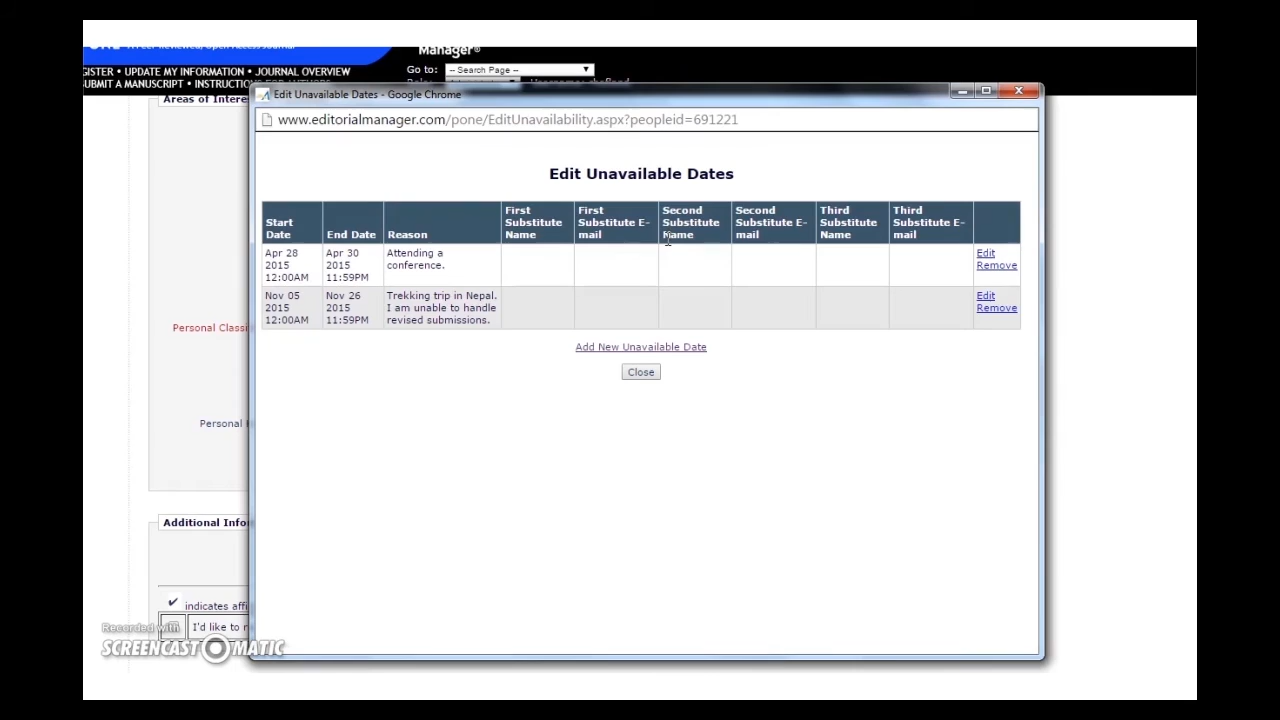 Manager®
GISTER • UPDATE MY INFORMATION • JOURNAL OVERVIEW
Go to: -- Search Page --
SUBMIT A MANUSCRIPT •
Areas of Interes
Edit Unavailable Dates - Google Chrome
www.editorialmanager.com/pone/EditUnavailability.aspx?peopleid=691221
Edit Unavailable Dates
Start
Date
End Date
Reason
First
Substitute
Name
First
Substitute E-
mail
Second
Substitute
Name
Second
Substitute E-
mail
Third
Substitute
Name
Third
Substitute E-
mail
Apr 28
2015
12:00AM
Apr 30
2015
11:59PM
Attending a
conference.
Edit
Remove
Nov 05
2015
12:00AM
Nov 26
2015
11:59PM
Trekking trip in Nepal.
I am unable to handle
revised submissions.
Edit
Remove
Add New Unavailable Date
Close
Personal Classi
Personal
Additional Infor
indicates affi
I'd like to
Recorded with
SCREENCAST MATIC